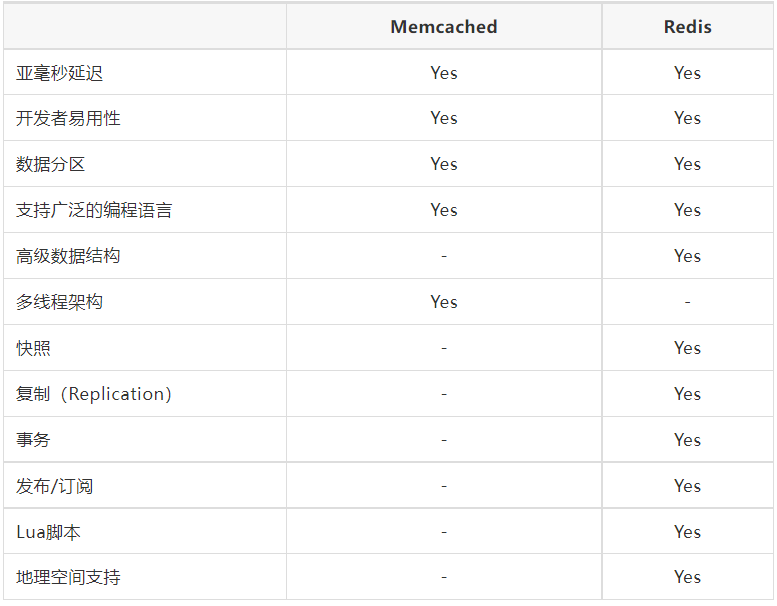 Memcached Redis
亚毫秒延迟 Yes Yes
开发者易用性 Yes Yes
数据分区 Yes Yes
支持广泛的编程语言 Yes Yes
高级数据结构 - Yes
多线程架构 Yes -
快照 - Yes
复制（Replication） - Yes
事务 - Yes
发布/订阅 - Yes
Lua脚本 - Yes
地理空间支持 - Yes